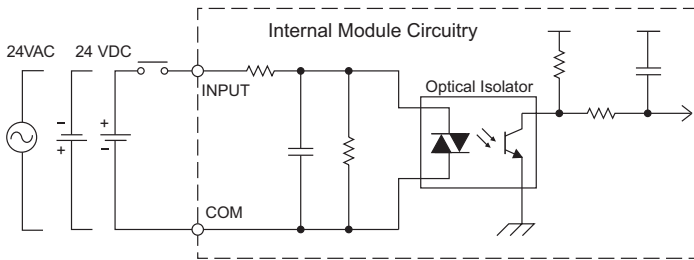 Internal Module Circuitry
24VAC 24 VDC
Optical Isolator
INPUT
− +
+ −
COM